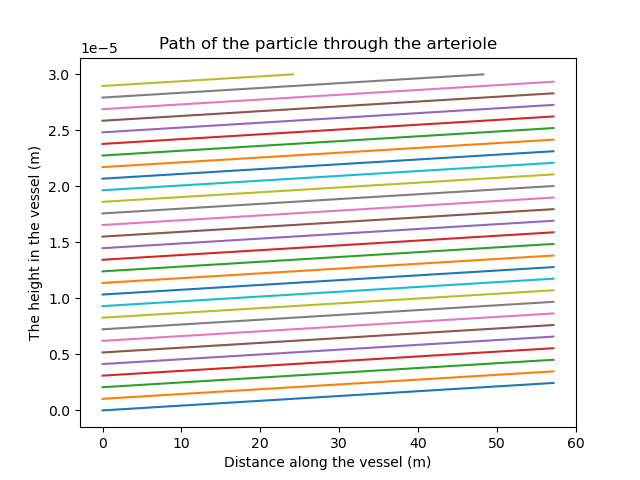 Path of the particle through the arteriole
1e−5
3.0
2.5
2.0
1.5
1.0
0.5
0.0
The height in the vessel (m)
0 10 20 30 40 50 60
Distance along the vessel (m)